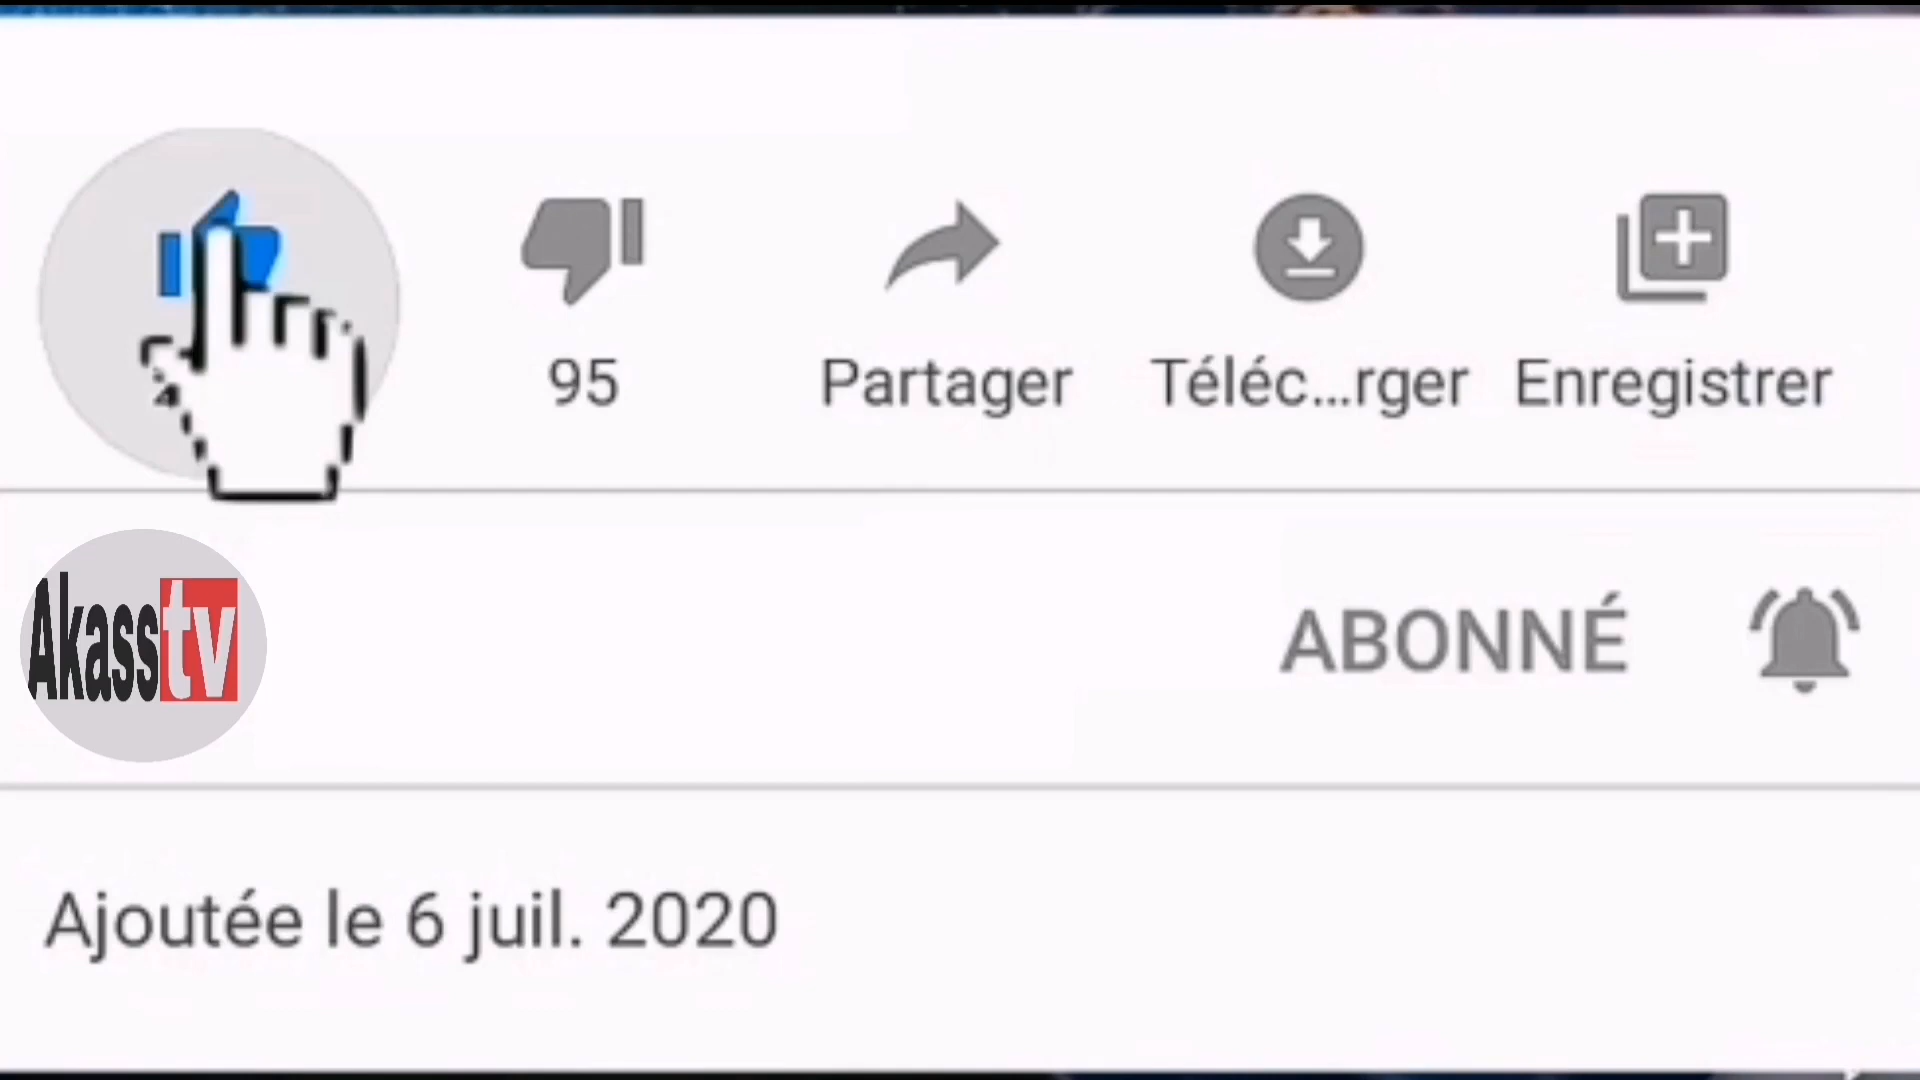 95
Partager
Téléc...rger
Enregistrer
Akasstv
ABONNÉ
Ajoutée le 6 juil. 2020